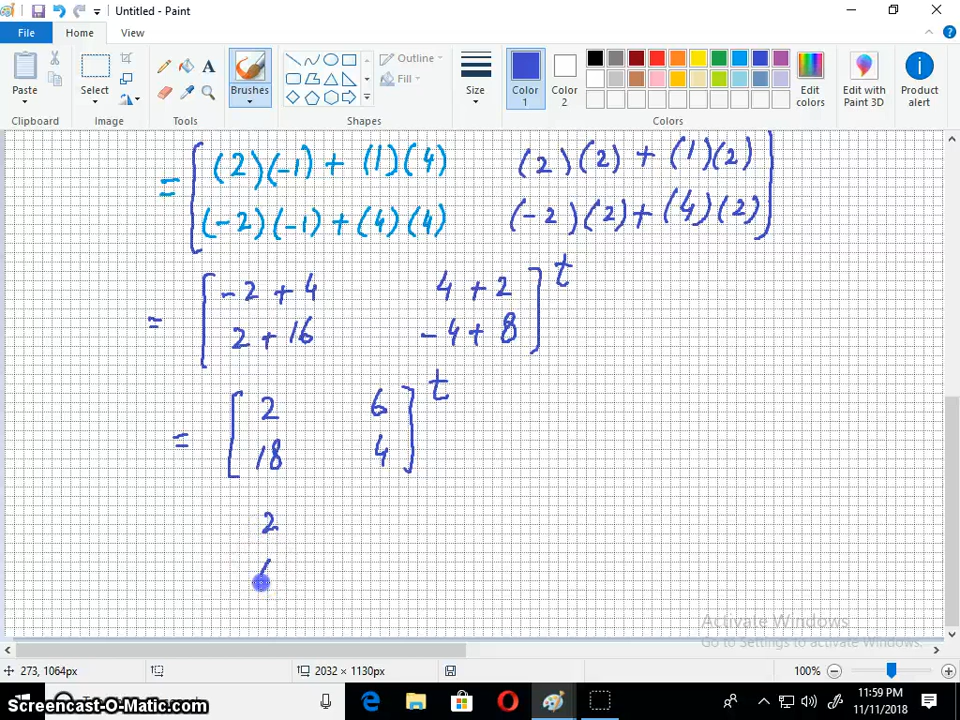 Untitled - Paint
File Home View
Paste Select Brushes Outline Fill Size Color 1 Color 2 Edit colors Edit with Paint 3D Product alert
Clipboard Image Tools Shapes Colors
= [ (2)(-1) + (1)(4) (2)(2) + (1)(2) ]
(-2)(-1) + (4)(4) (-2)(2) + (4)(2)
= [ -2 + 4 4 + 2 ] t
2 + 16 -4 + 8
= [ 2 6 ] t
18 4
2
Activate Windows
Go to Settings to activate Windows.
273, 1064px 2032 × 1130px 100%
Screencast-O-Matic.com
11:59 PM
11/11/2018